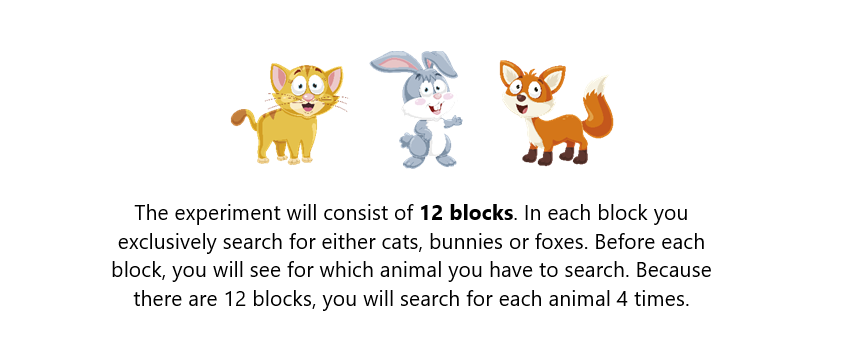 The experiment will consist of 12 blocks. In each block you
exclusively search for either cats, bunnies or foxes. Before each
block, you will see for which animal you have to search. Because
there are 12 blocks, you will search for each animal 4 times.